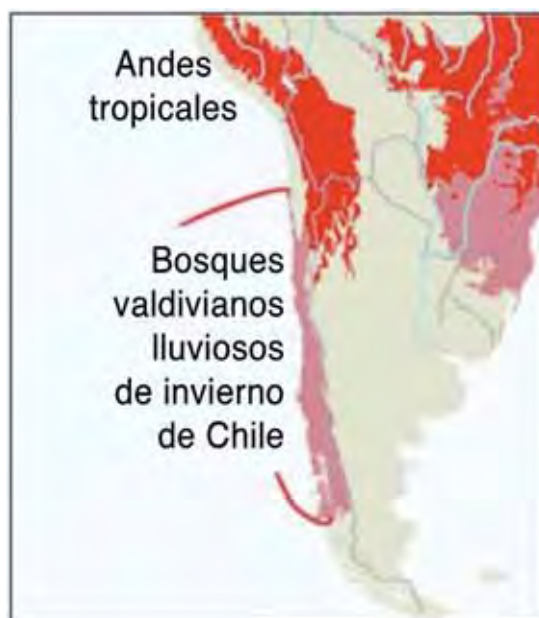 Andes
tropicales
Bosques
valdivianos
lluviosos
de invierno
de Chile